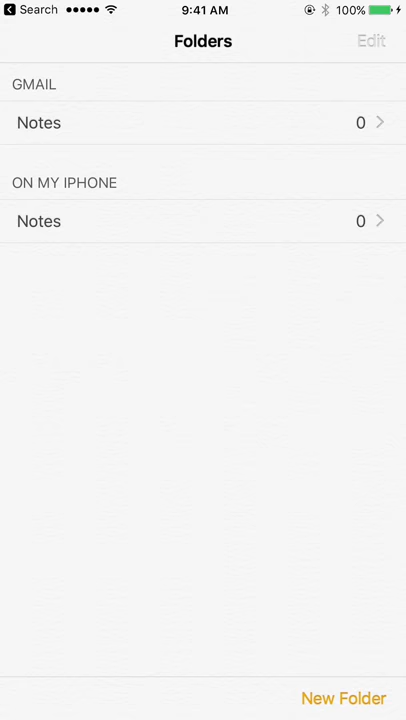 Search 9:41 AM 100%
Folders Edit
GMAIL
Notes 0
ON MY IPHONE
Notes 0
New Folder